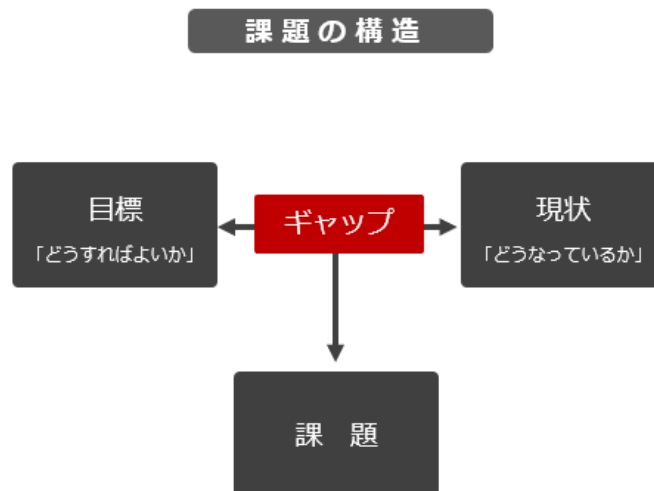 課題の構造
目標
「どうすればよいか」
ギャップ
現状
「どうなっているか」
課 題